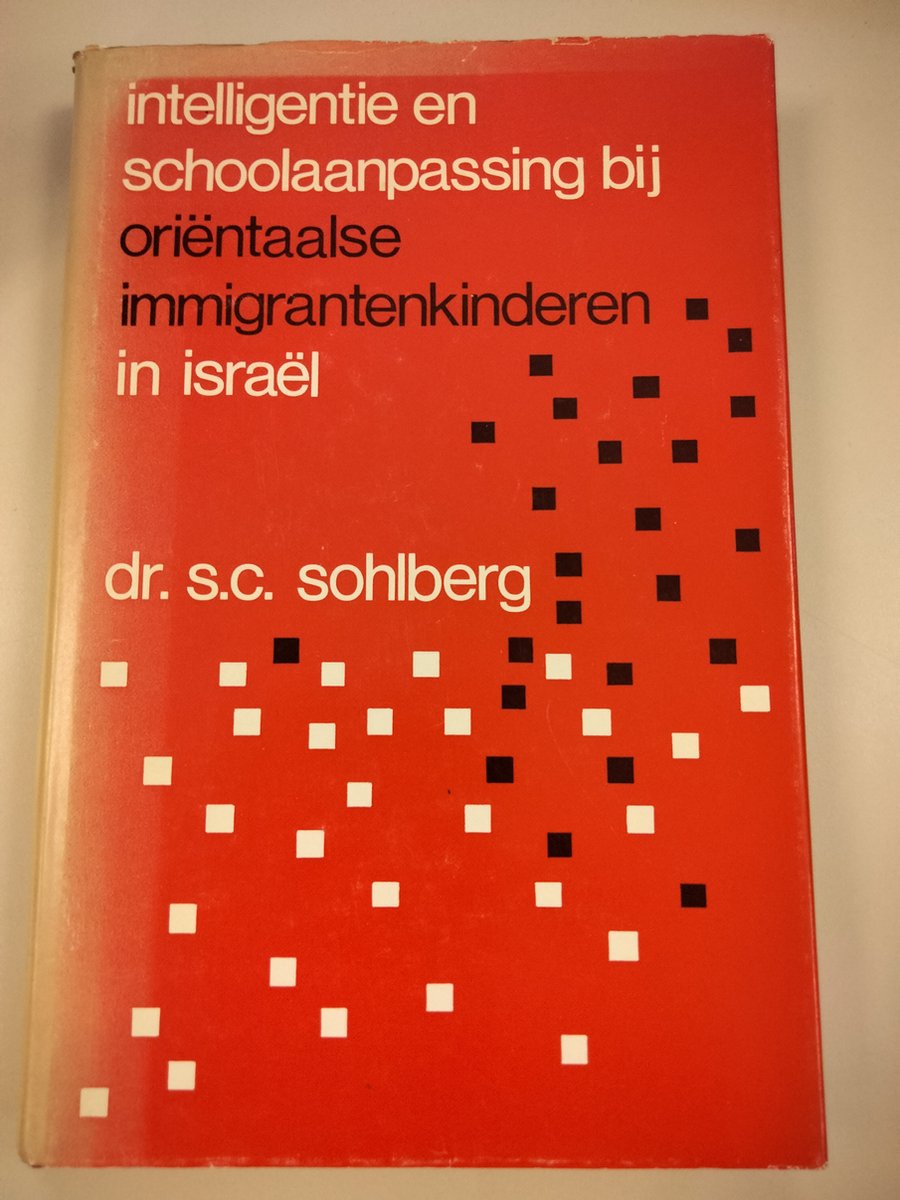 intelligentie en
schoolaanpassing bij
oriëntaalse
immigrantenkinderen
in israël
dr. s.c. sohlberg